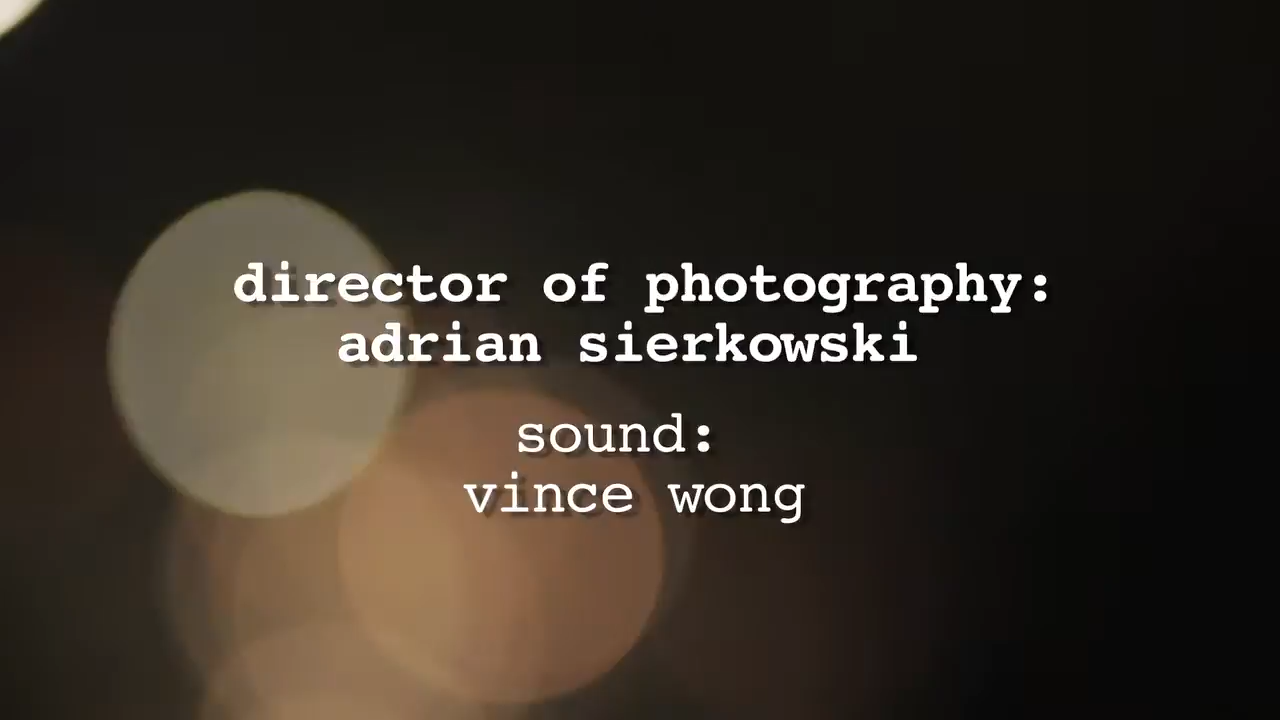 director of photography:
adrian sierkowski
sound:
vince wong